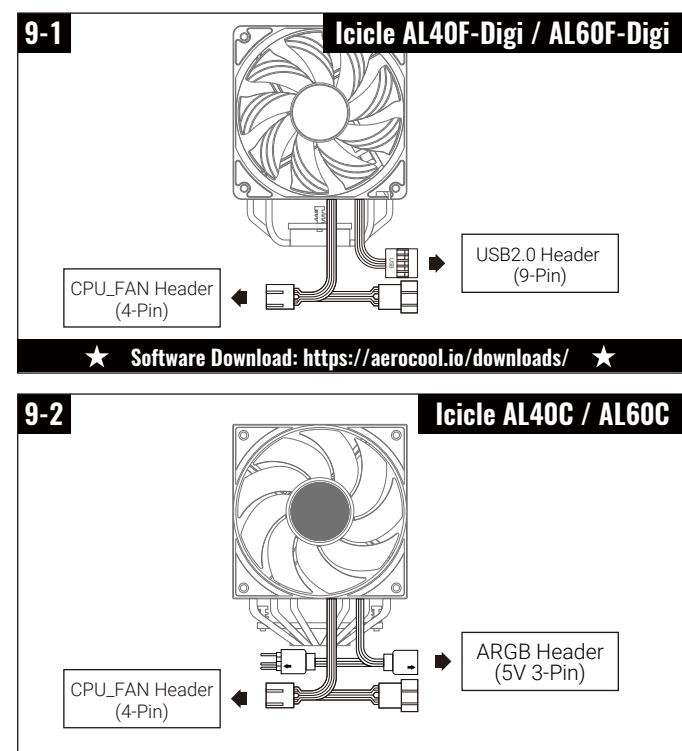 9-1
Icicle AL40F-Digi / AL60F-Digi
USB
USB2.0 Header
(9-Pin)
CPU_FAN Header
(4-Pin)
★ Software Download: https://aerocool.io/downloads/ ★
9-2
Icicle AL40C / AL60C
ARGB Header
(5V 3-Pin)
CPU_FAN Header
(4-Pin)